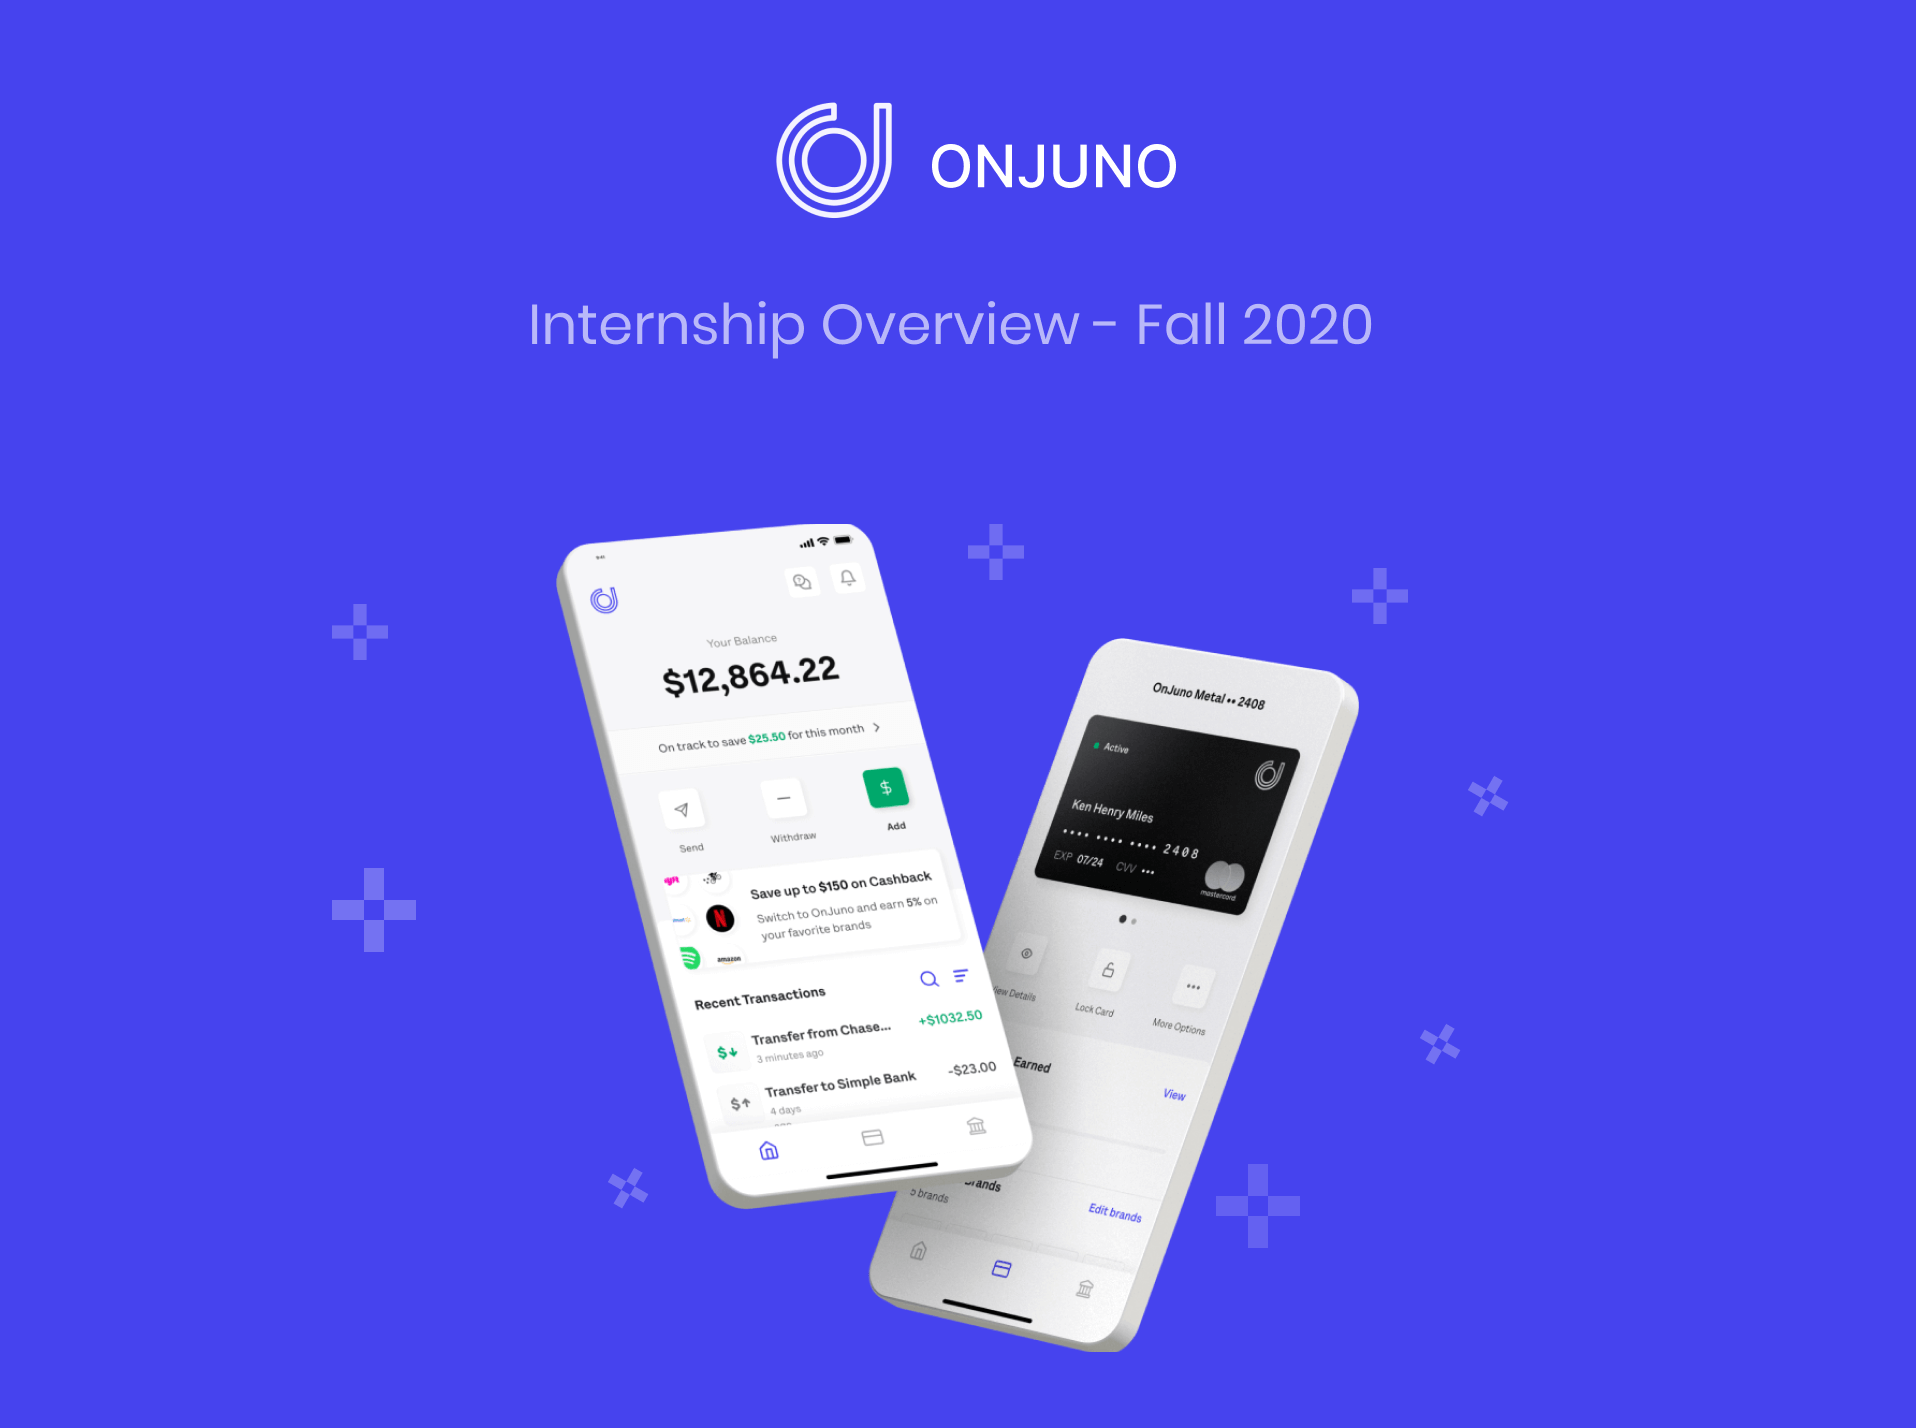 ONJUNO
Internship Overview - Fall 2020
Your Balance
$12,864.22
On track to save $25.50 for this month
Send
Withdraw
Add
Save up to $150 on Cashback
Switch to OnJuno and earn 5% on
your favorite brands
amazon
Recent Transactions
Transfer from Chase...
+$1032.50
3 minutes ago
Transfer to Simple Bank
-$23.00
4 days
OnJuno Metal •• 2408
Active
Ken Henry Miles
•••• •••• •••• 2408
EXP 07/24 CVV •••
mastercard
Details
Lock Card
More Options
Earned
View
5 brands
Edit brands